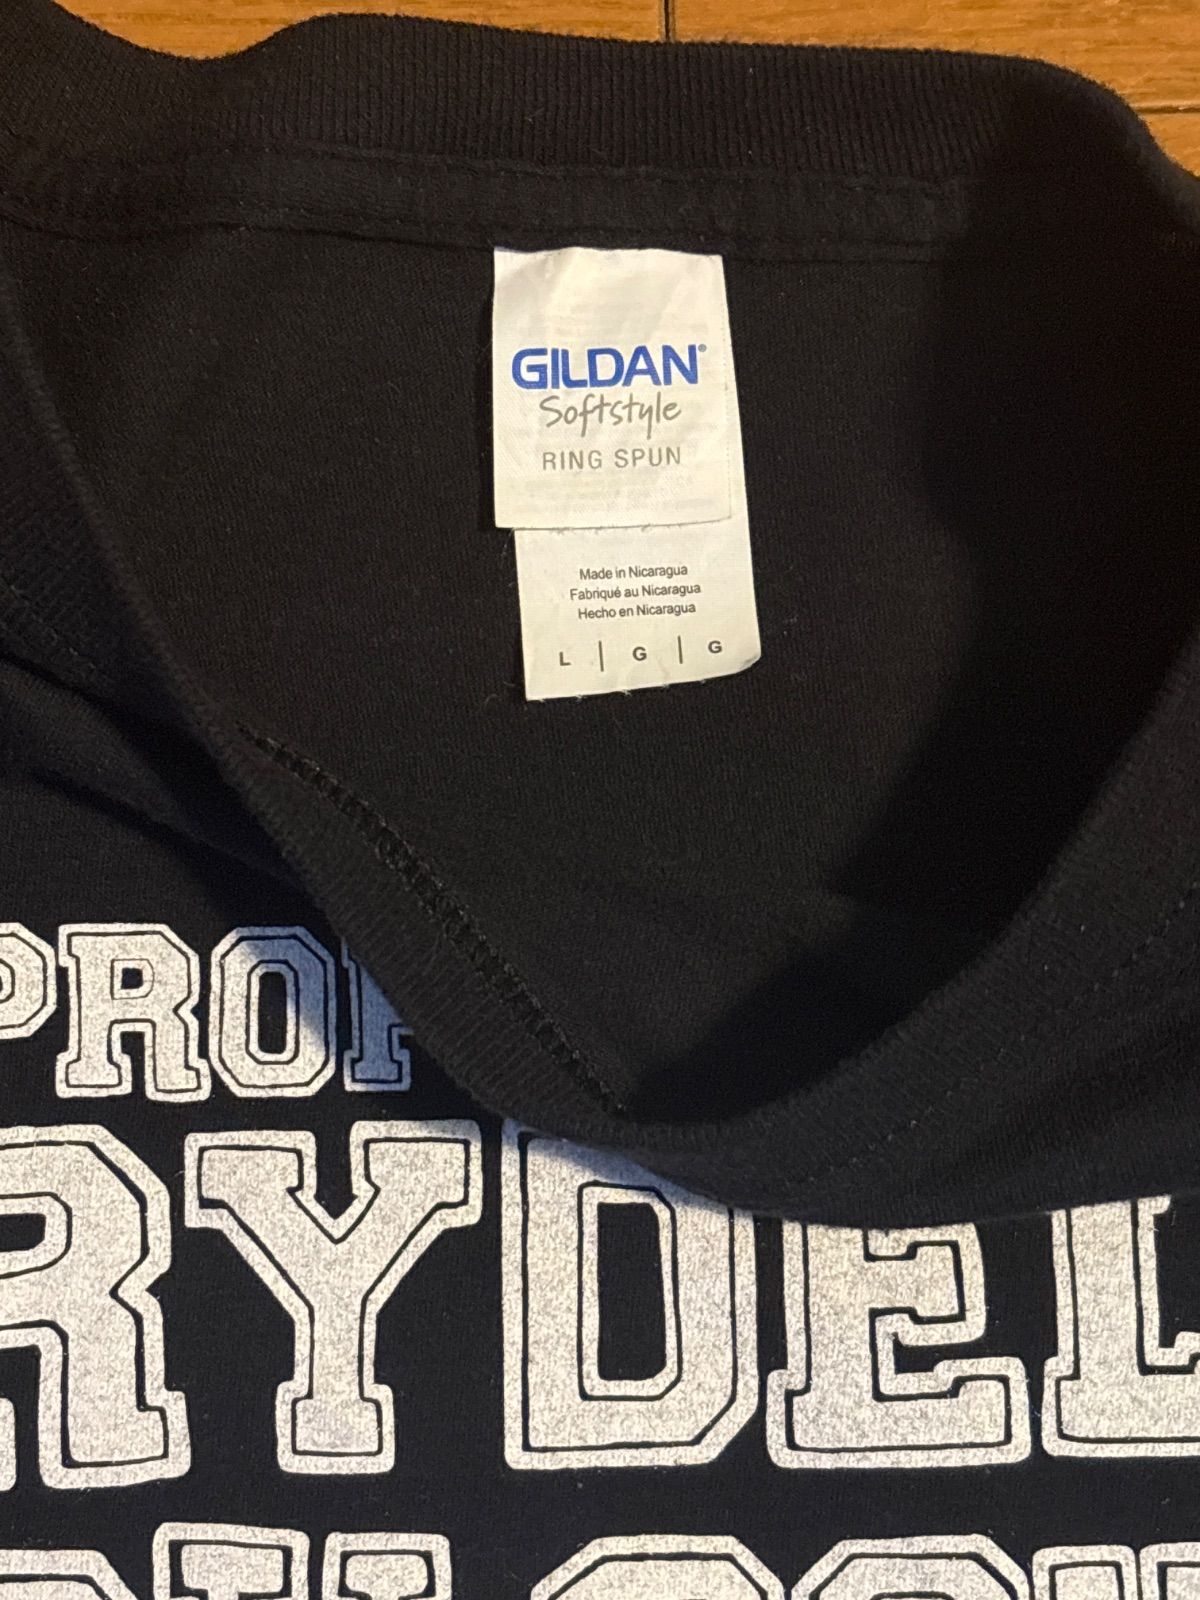 GILDAN®
Softstyle
RING SPUN
Made in Nicaragua
Fabriqué au Nicaragua
Hecho en Nicaragua
L | G | G
PROP
RYDEL